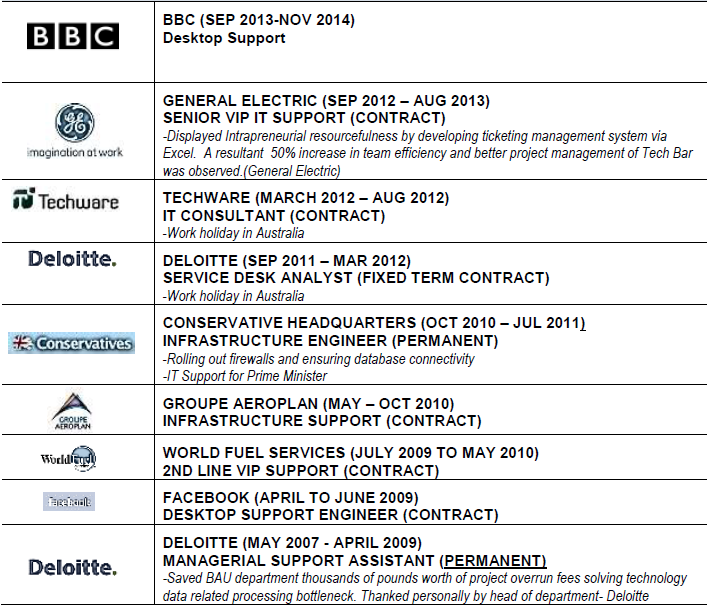 BBC
BBC (SEP 2013-NOV 2014)
Desktop Support
imagination at work
GENERAL ELECTRIC (SEP 2012 – AUG 2013)
SENIOR VIP IT SUPPORT (CONTRACT)
-Displayed Intrapreneurial resourcefulness by developing ticketing management system via
Excel. A resultant 50% increase in team efficiency and better project management of Tech Bar
was observed.(General Electric)
Techware
TECHWARE (MARCH 2012 – AUG 2012)
IT CONSULTANT (CONTRACT)
-Work holiday in Australia
Deloitte.
DELOITTE (SEP 2011 – MAR 2012)
SERVICE DESK ANALYST (FIXED TERM CONTRACT)
-Work holiday in Australia
Conservatives
CONSERVATIVE HEADQUARTERS (OCT 2010 – JUL 2011)
INFRASTRUCTURE ENGINEER (PERMANENT)
-Rolling out firewalls and ensuring database connectivity
-IT Support for Prime Minister
GROUPE
AEROPLAN
GROUPE AEROPLAN (MAY – OCT 2010)
INFRASTRUCTURE SUPPORT (CONTRACT)
World
WORLD FUEL SERVICES (JULY 2009 TO MAY 2010)
2ND LINE VIP SUPPORT (CONTRACT)
facebook
FACEBOOK (APRIL TO JUNE 2009)
DESKTOP SUPPORT ENGINEER (CONTRACT)
Deloitte.
DELOITTE (MAY 2007 - APRIL 2009)
MANAGERIAL SUPPORT ASSISTANT (PERMANENT)
-Saved BAU department thousands of pounds worth of project overrun fees solving technology
data related processing bottleneck. Thanked personally by head of department- Deloitte